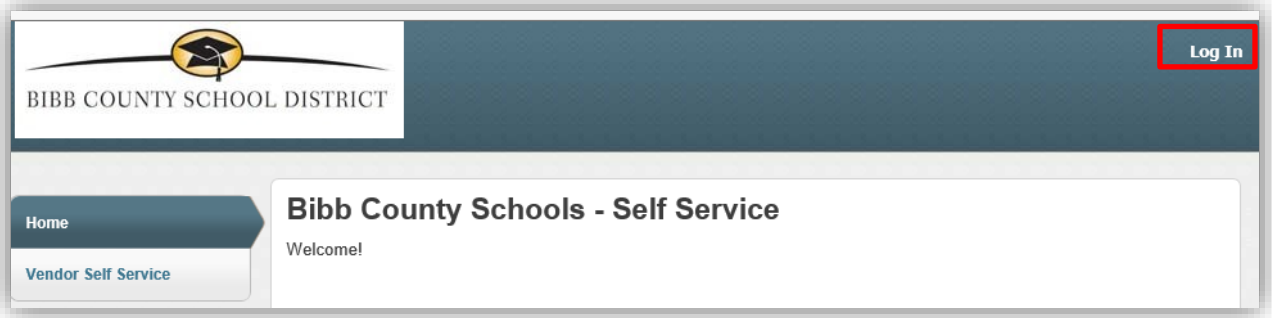 BIBB COUNTY SCHOOL DISTRICT
Log In
Home
Vendor Self Service
Bibb County Schools - Self Service
Welcome!